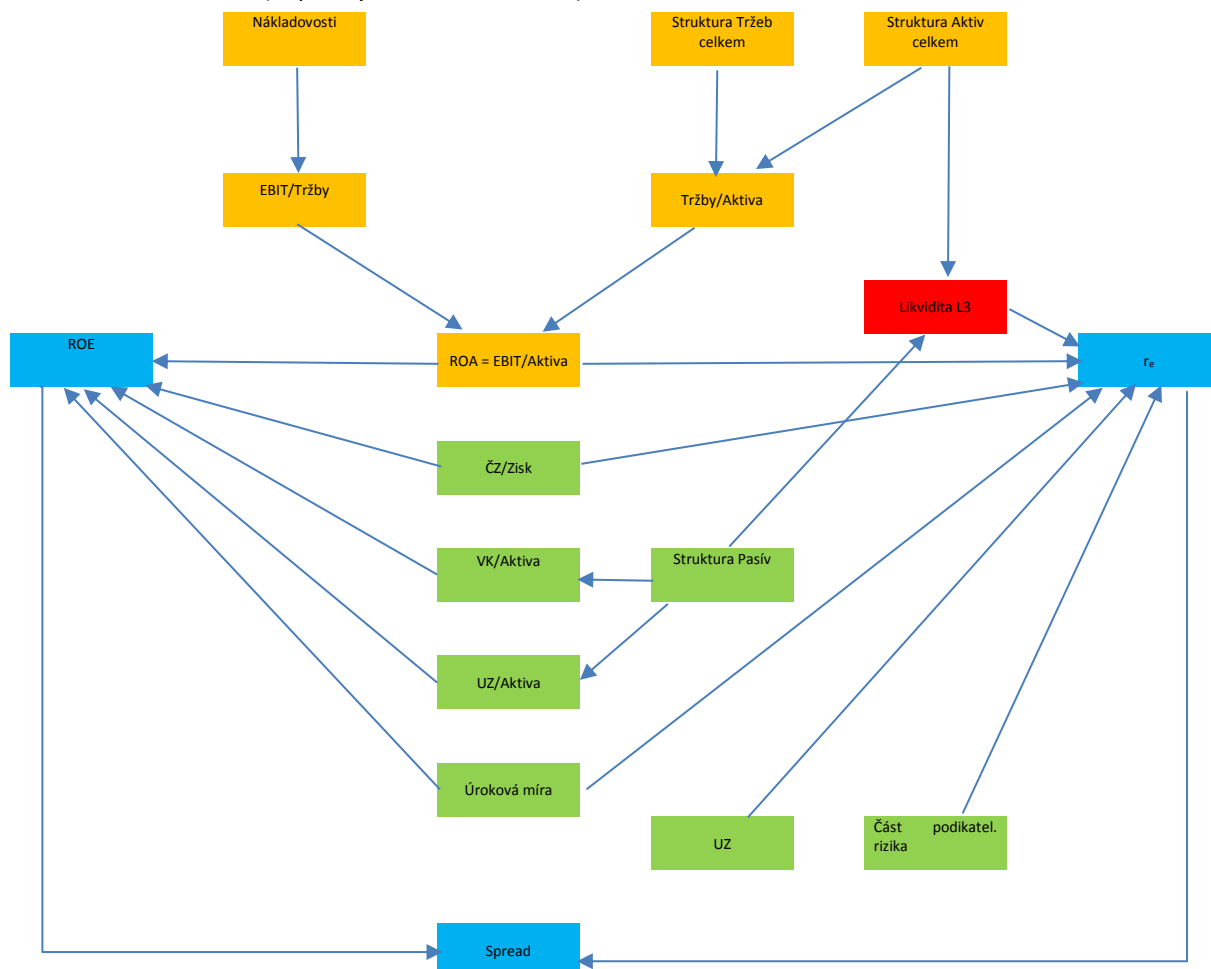 Nákladovosti
Struktura Tržeb
celkem
Struktura Aktiv
celkem
EBIT/Tržby
Tržby/Aktiva
Likvidita L3
ROE
ROA = EBIT/Aktiva
rₑ
ČZ/Zisk
VK/Aktiva
Struktura Pasív
UZ/Aktiva
Úroková míra
UZ
Část podikatel.
rizika
Spread